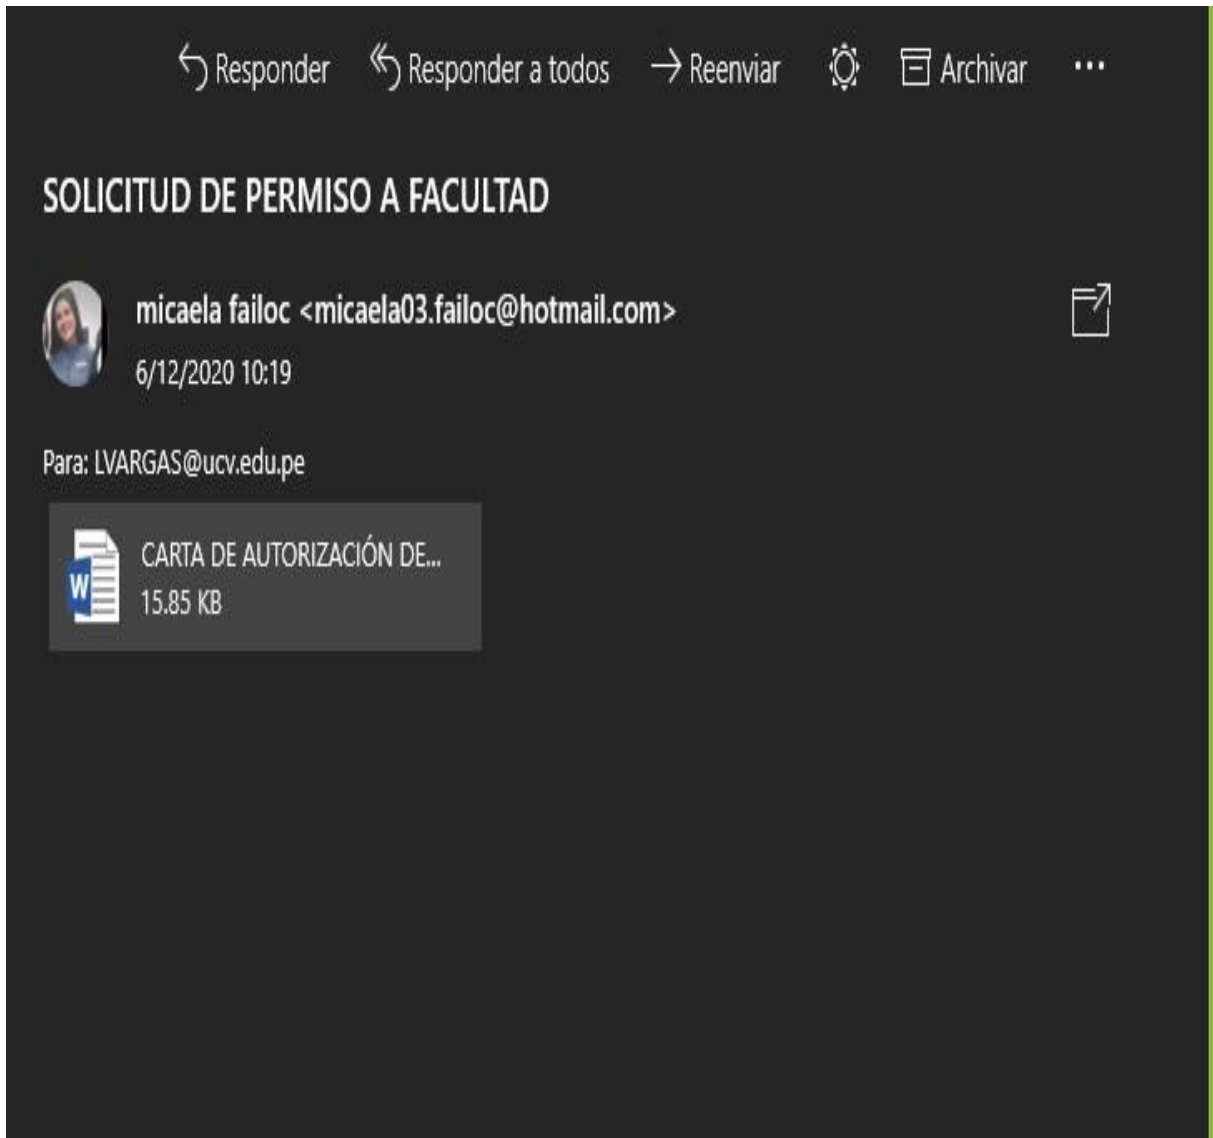 Responder Responder a todos Reenviar Archivar ...
SOLICITUD DE PERMISO A FACULTAD
micaela failoc <micaela03.failoc@hotmail.com>
6/12/2020 10:19
Para: LVARGAS@ucv.edu.pe
CARTA DE AUTORIZACIÓN DE...
W
15.85 KB